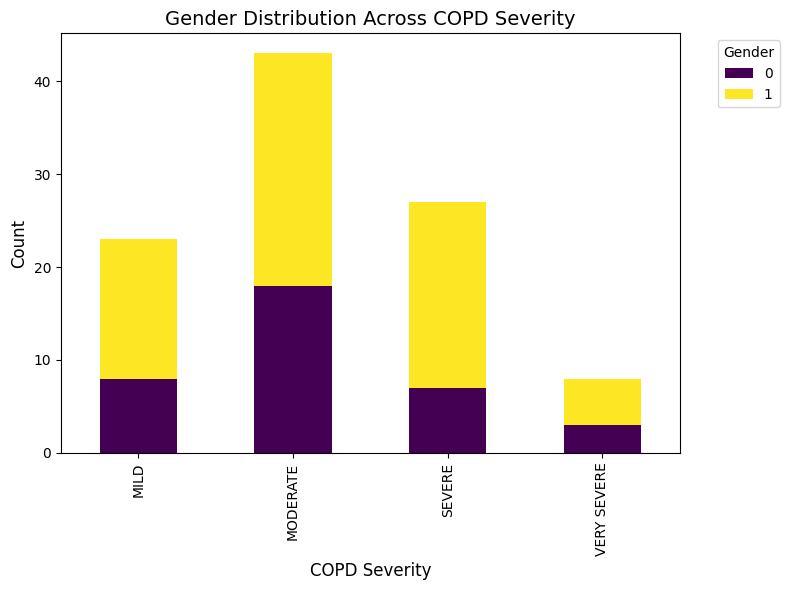 Gender Distribution Across COPD Severity
Gender
0
1
Count
40
30
20
10
0
MILD
MODERATE
SEVERE
VERY SEVERE
COPD Severity